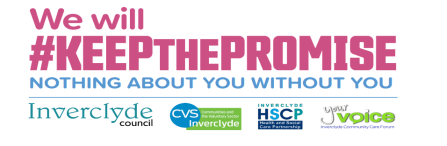 We will
#KEEPTHEPROMISE
NOTHING ABOUT YOU WITHOUT YOU
Inverclyde
council
CVS
Inverclyde
INVERCLYDE
HSCP
Health and Social
Care Partnership
your
voice
Inverclyde Community Care Forum